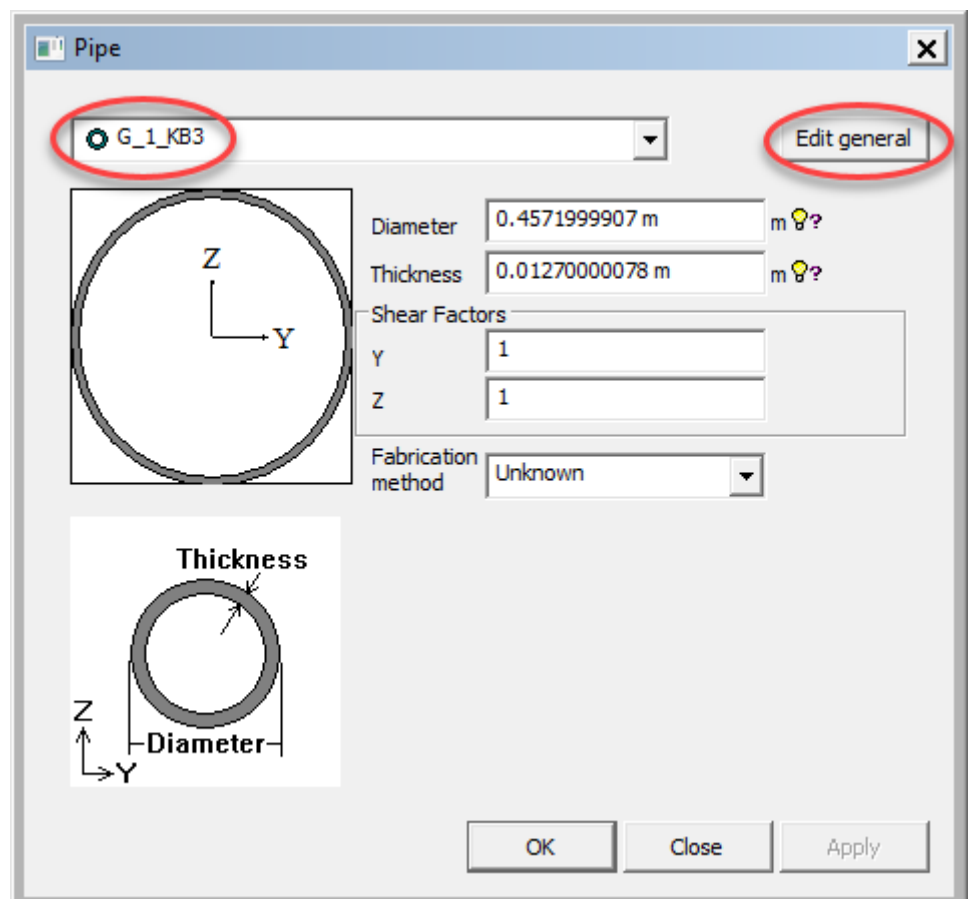 Pipe
G_1_KB3
Edit general
Diameter 0.4571999907 m m ?
Z
Thickness 0.01270000078 m m ?
Shear Factors
Y
Y 1
Z 1
Fabrication
method Unknown
Thickness
Z
Diameter
Y
OK Close Apply